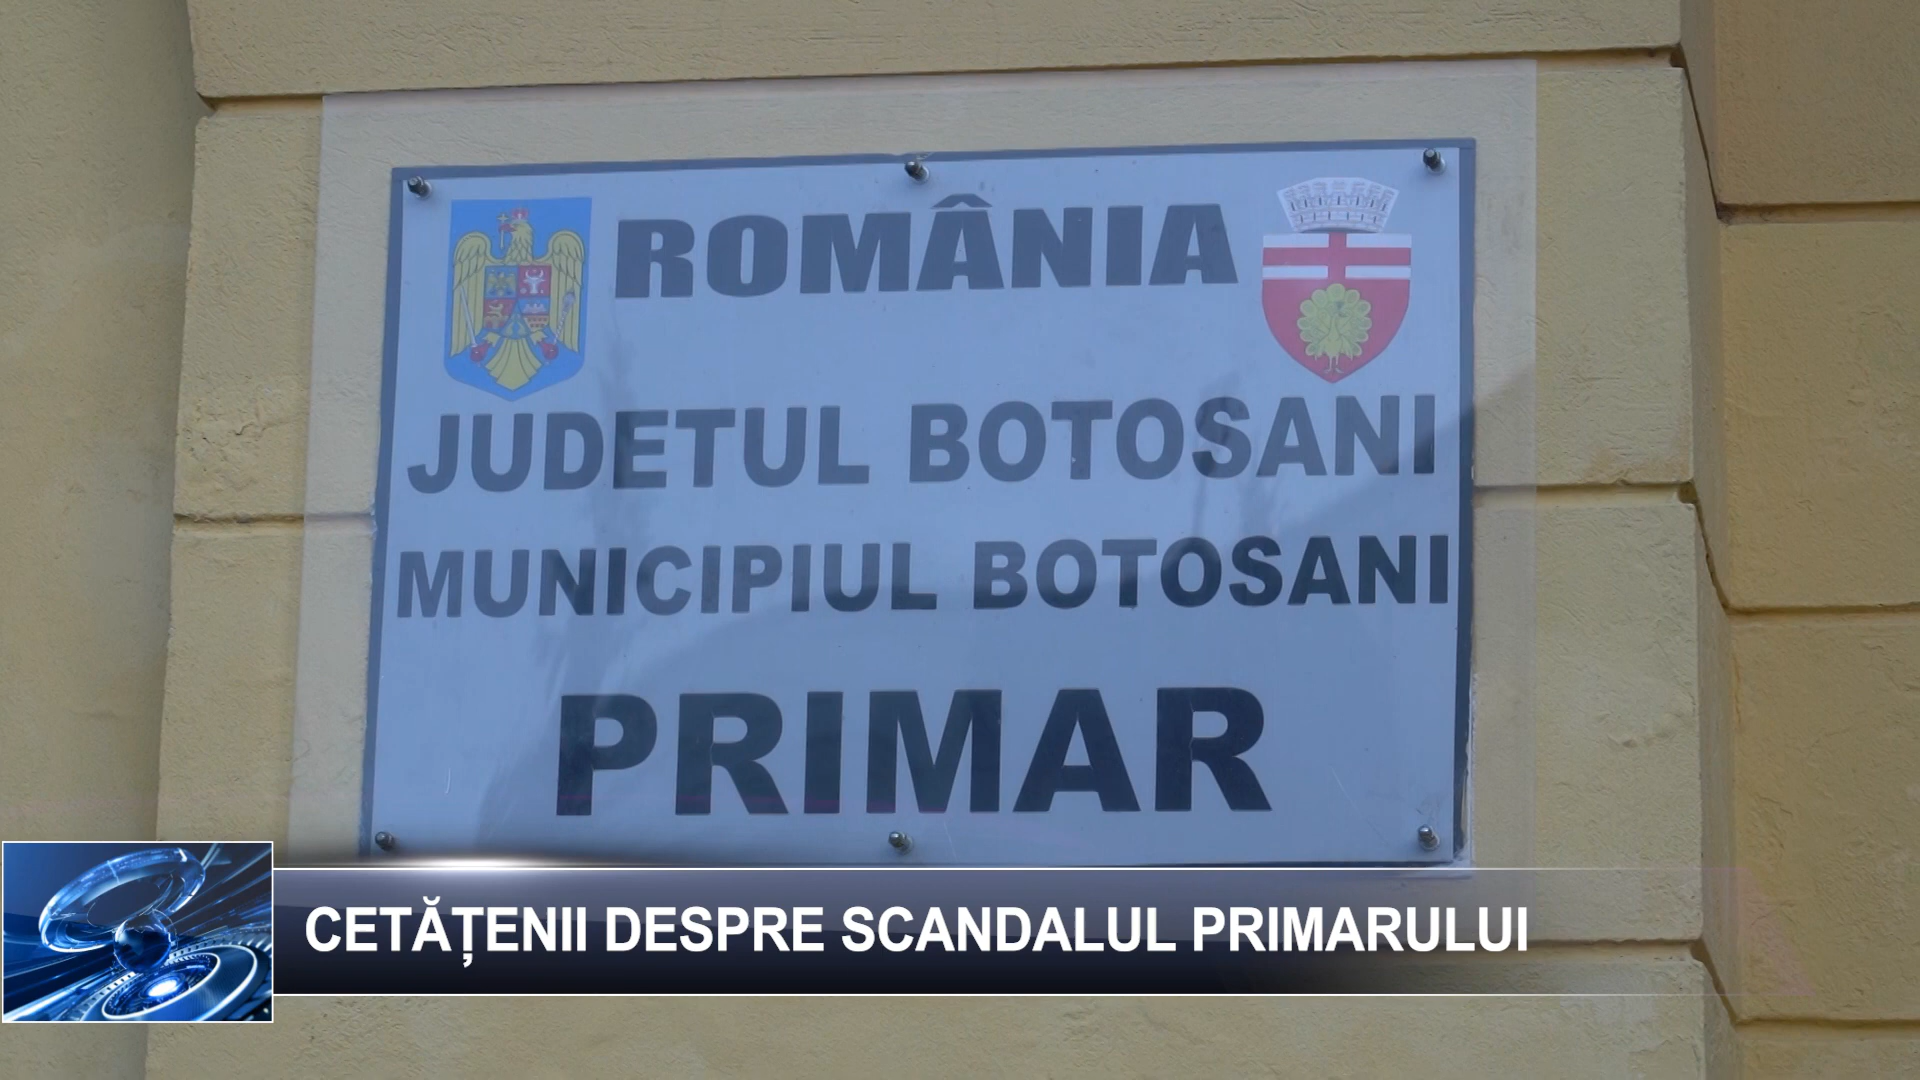 ROMÂNIA
JUDETUL BOTOSANI
MUNICIPIUL BOTOSANI
PRIMAR
CETĂȚENII DESPRE SCANDALUL PRIMARULUI